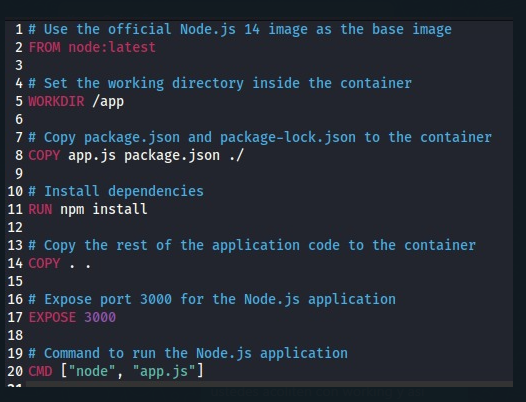 1 # Use the official Node.js 14 image as the base image
2 FROM node:latest
3
4 # Set the working directory inside the container
5 WORKDIR /app
6
7 # Copy package.json and package-lock.json to the container
8 COPY app.js package.json ./
9
10 # Install dependencies
11 RUN npm install
12
13 # Copy the rest of the application code to the container
14 COPY . .
15
16 # Expose port 3000 for the Node.js application
17 EXPOSE 3000
18
19 # Command to run the Node.js application
20 CMD ["node", "app.js"]
21